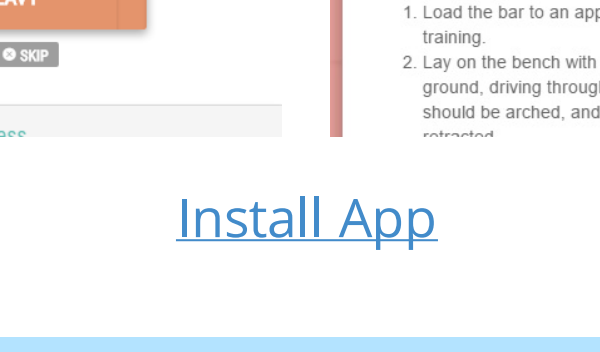 SKIP
1. Load the bar to an app
training.
2. Lay on the bench with
ground, driving through
should be arched, and
retracted
Install App